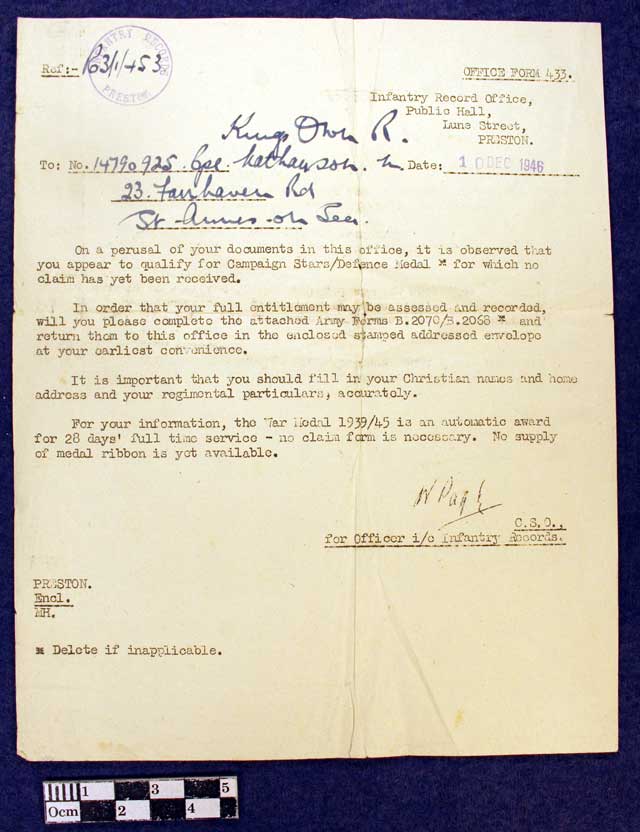 INFANTRY RECORDS
PRESTON
Ref:- R63/1/453
OFFICE FORM 433.
Infantry Record Office,
Public Hall,
Lune Street,
PRESTON.
Kings Own R.
To: No. 14790925. Cpl. Mathawson. M. Date: 10 DEC 1946
23. Fairhaven Rd
St Annes-on Sea.
On a perusal of your documents in this office, it is observed that
you appear to qualify for Campaign Stars/Defence Medal * for which no
claim has yet been received.
In order that your full entitlement may be assessed and recorded,
will you please complete the attached Army Forms B.2070/B.2068 * and
return them to this office in the enclosed stamped addressed envelope
at your earliest convenience.
It is important that you should fill in your Christian names and home
address and your regimental particulars, accurately.
For your information, the War Medal 1939/45 is an automatic award
for 28 days' full time service - no claim form is necessary. No supply
of medal ribbon is yet available.
C.S.O.,
for Officer i/c Infantry Records.
PRESTON.
Encl.
MH.
* Delete if inapplicable.
0cm 1 2 3 4 5